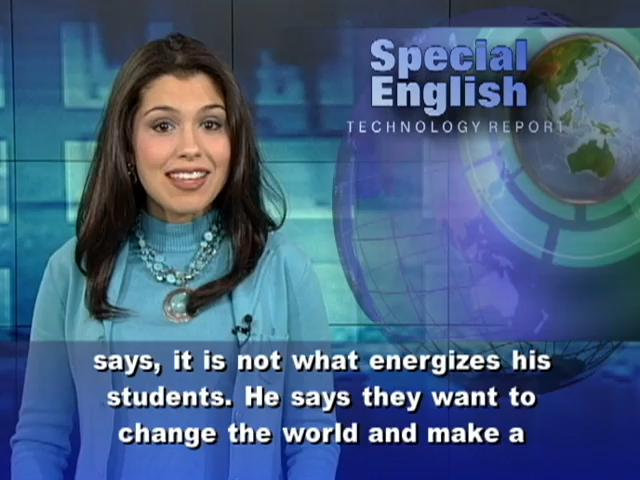 Special
English
TECHNOLOGY REPORT
says, it is not what energizes his
students. He says they want to
change the world and make a